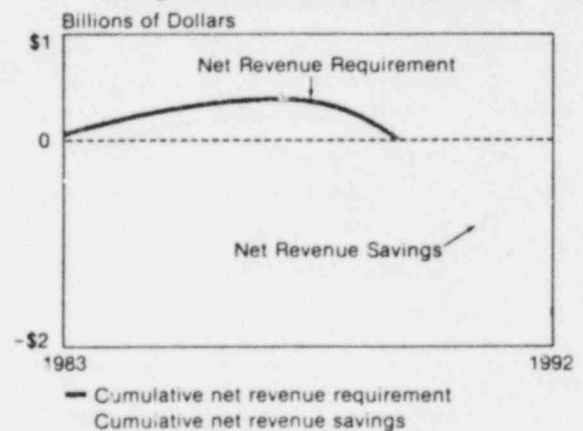 Billions of Dollars
$1
Net Revenue Requirement
0
Net Revenue Savings
-$2
1983
1992
Cumulative net revenue requirement
Cumulative net revenue savings